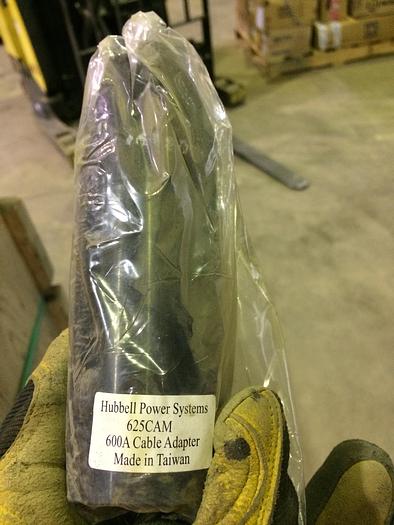 Hubbell Power Systems
625CAM
600A Cable Adapter
Made in Taiwan